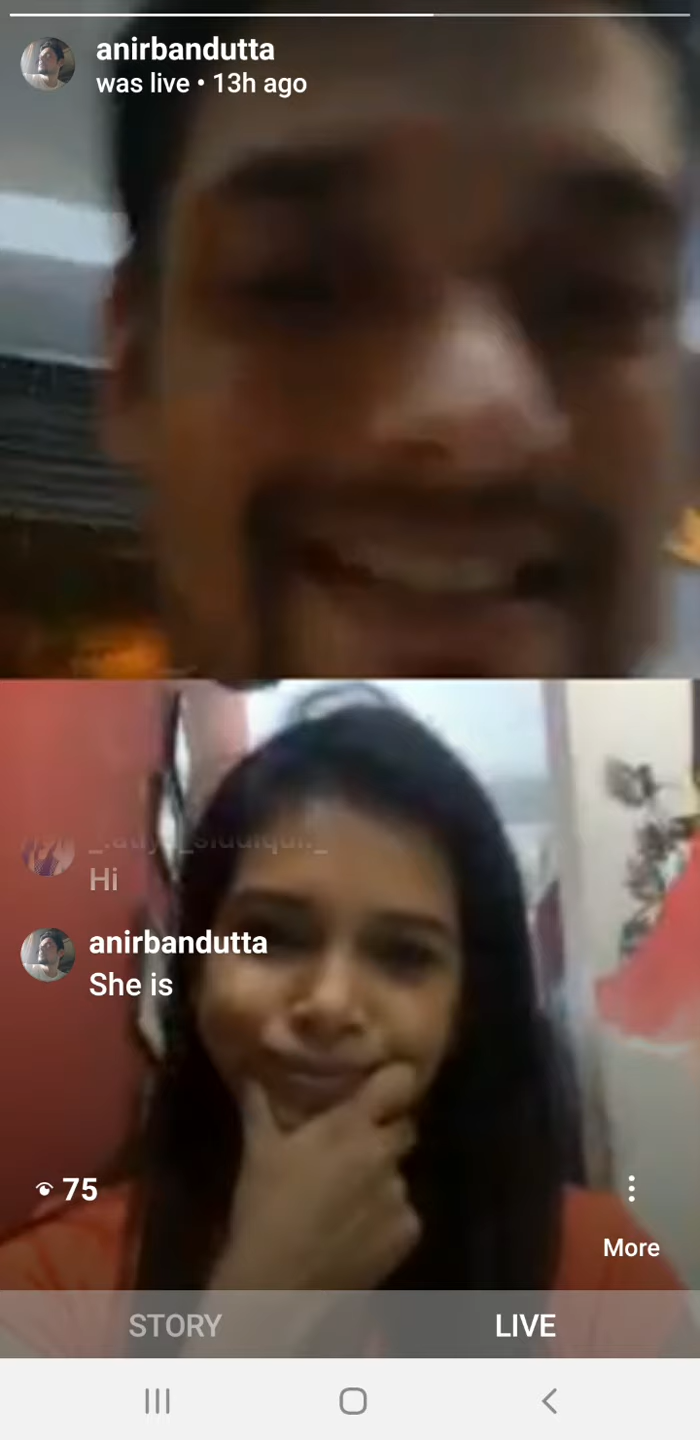 anirbandutta
was live • 13h ago
Hi
anirbandutta
She is
75
More
STORY
LIVE